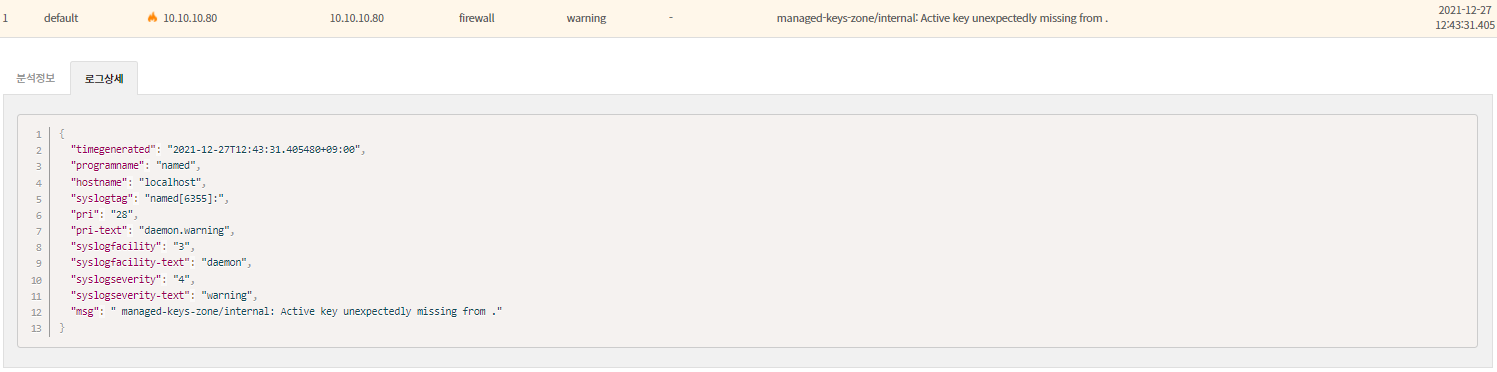 1 default 10.10.10.80 10.10.10.80 firewall warning - managed-keys-zone/internal: Active key unexpectedly missing from . 2021-12-27
12:43:31.405
분석정보 로그상세
1 {
2 "timegenerated": "2021-12-27T12:43:31.405480+09:00",
3 "programname": "named",
4 "hostname": "localhost",
5 "syslogtag": "named[6355]:",
6 "pri": "28",
7 "pri-text": "daemon.warning",
8 "syslogfacility": "3",
9 "syslogfacility-text": "daemon",
10 "syslogseverity": "4",
11 "syslogseverity-text": "warning",
12 "msg": " managed-keys-zone/internal: Active key unexpectedly missing from ."
13 }